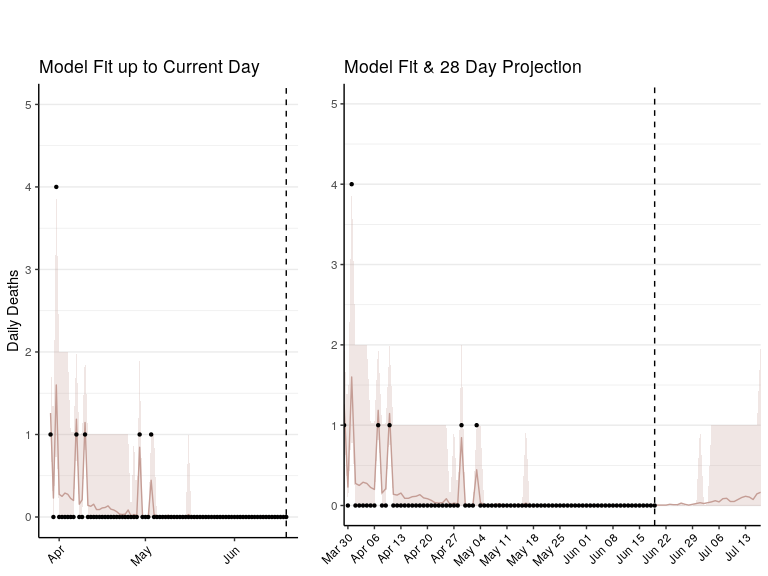 Model Fit up to Current Day
Model Fit & 28 Day Projection
Daily Deaths
5
4
3
2
1
0
Apr
May
Jun
5
4
3
2
1
0
Mar 30
Apr 06
Apr 13
Apr 20
Apr 27
May 04
May 11
May 18
May 25
Jun 01
Jun 08
Jun 15
Jun 22
Jun 29
Jul 06
Jul 13